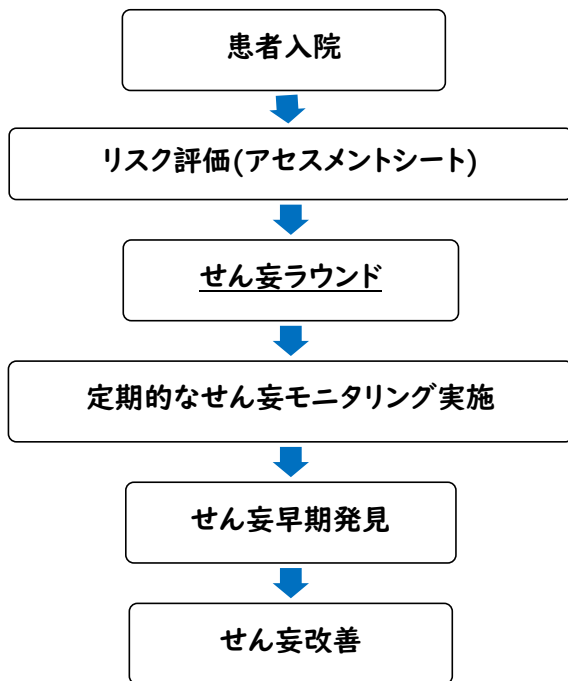 患者入院
リスク評価(アセスメントシート)
せん妄ラウンド
定期的なせん妄モニタリング実施
せん妄早期発見
せん妄改善